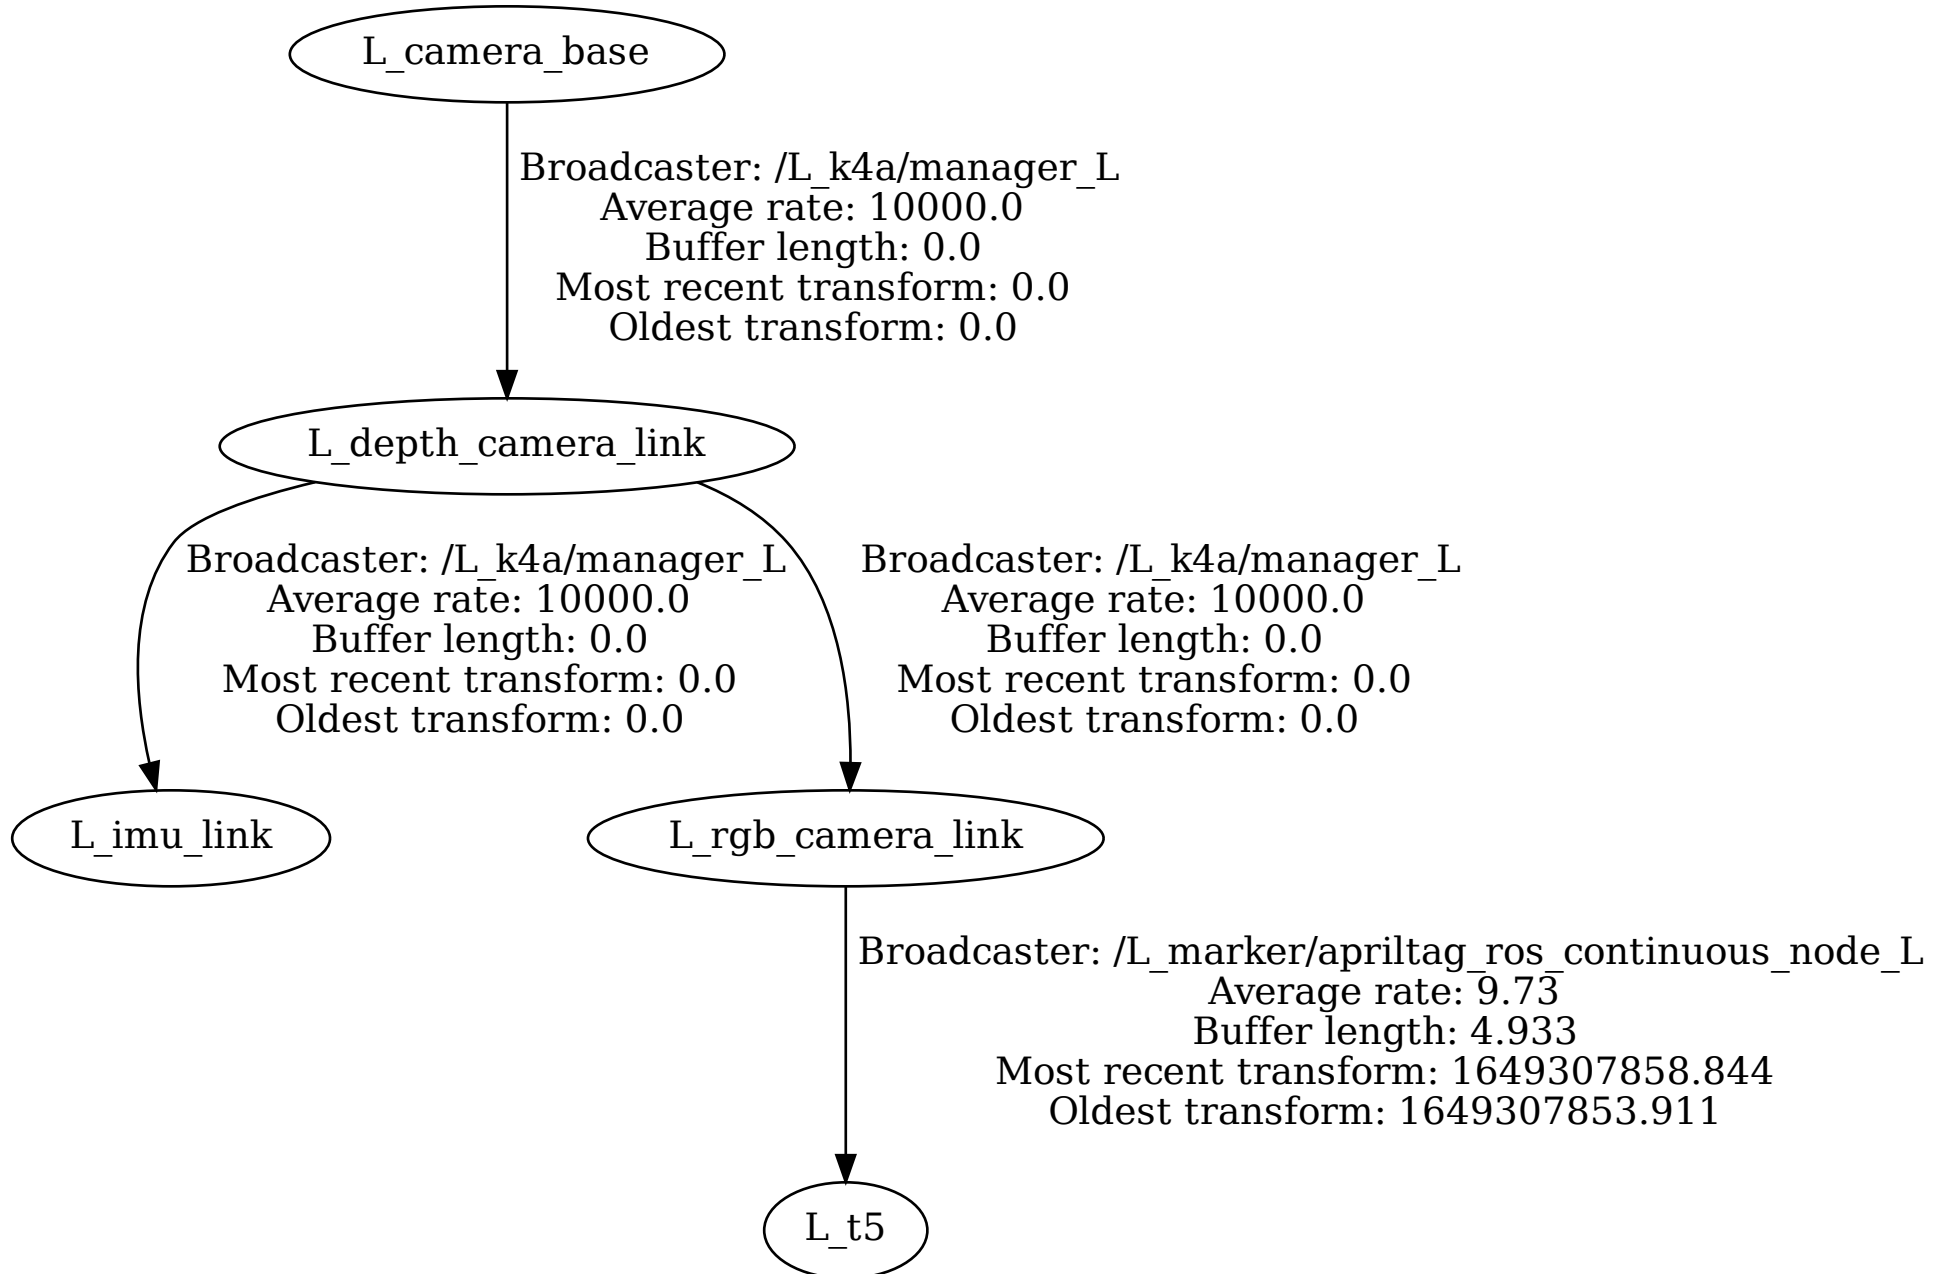 L_camera_base
Broadcaster: /L_k4a/manager_L
Average rate: 10000.0
Buffer length: 0.0
Most recent transform: 0.0
Oldest transform: 0.0
L_depth_camera_link
Broadcaster: /L_k4a/manager_L
Average rate: 10000.0
Buffer length: 0.0
Most recent transform: 0.0
Oldest transform: 0.0
Broadcaster: /L_k4a/manager_L
Average rate: 10000.0
Buffer length: 0.0
Most recent transform: 0.0
Oldest transform: 0.0
L_imu_link
L_rgb_camera_link
Broadcaster: /L_marker/apriltag_ros_continuous_node_L
Average rate: 9.73
Buffer length: 4.933
Most recent transform: 1649307858.844
Oldest transform: 1649307853.911
L_t5